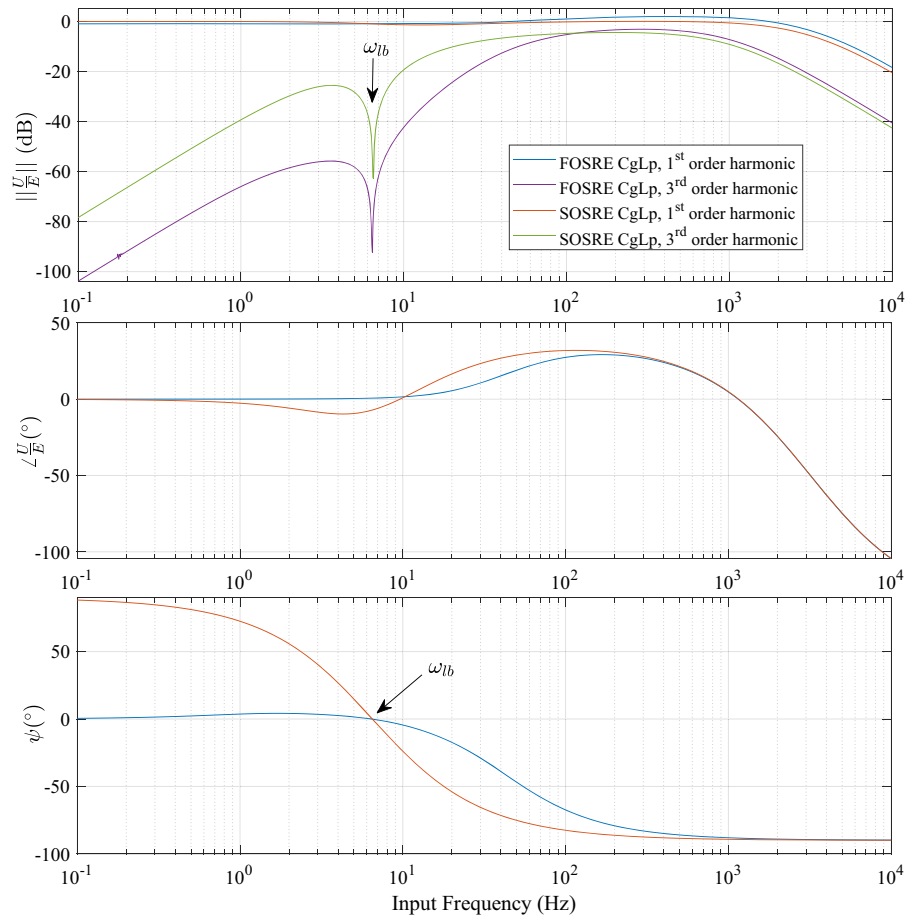 0
-20
-40
-60
-80
-100
||U/E|| (dB)
ω_lb
FOSRE CgLp, 1st order harmonic
FOSRE CgLp, 3rd order harmonic
SOSRE CgLp, 1st order harmonic
SOSRE CgLp, 3rd order harmonic
10^-1 10^0 10^1 10^2 10^3 10^4
50
0
-50
-100
∠U/E(°)
10^-1 10^0 10^1 10^2 10^3 10^4
50
0
-50
-100
ψ(°)
ω_lb
10^-1 10^0 10^1 10^2 10^3 10^4
Input Frequency (Hz)